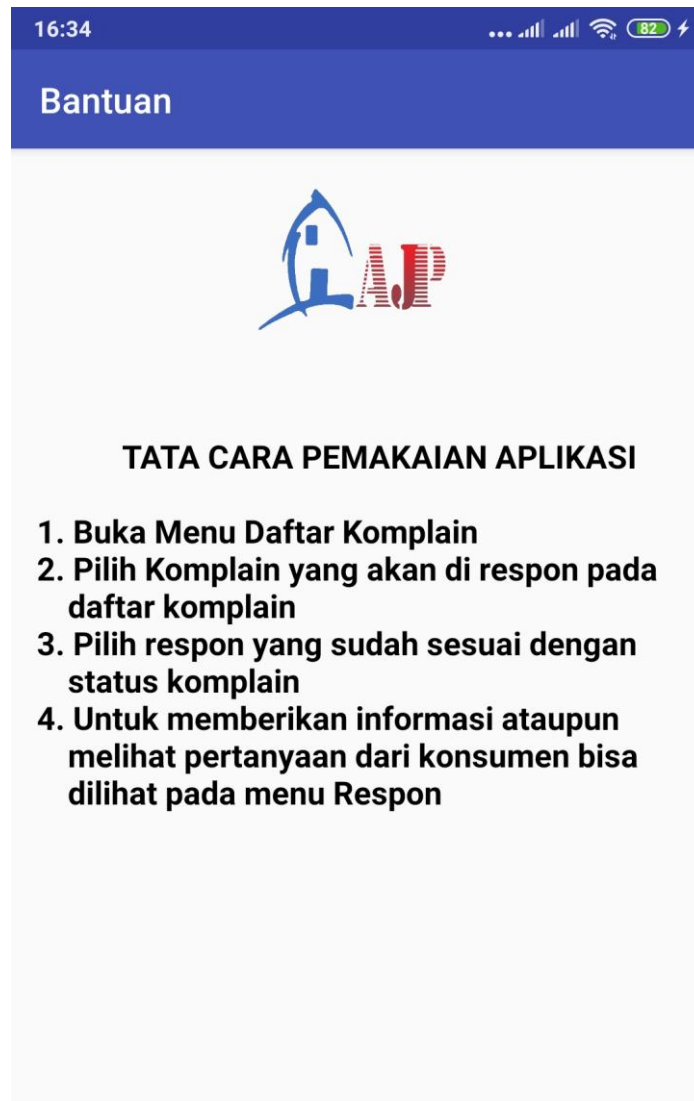 16:34
82
Bantuan
AJP
TATA CARA PEMAKAIAN APLIKASI
1. Buka Menu Daftar Komplain
2. Pilih Komplain yang akan di respon pada
daftar komplain
3. Pilih respon yang sudah sesuai dengan
status komplain
4. Untuk memberikan informasi ataupun
melihat pertanyaan dari konsumen bisa
dilihat pada menu Respon